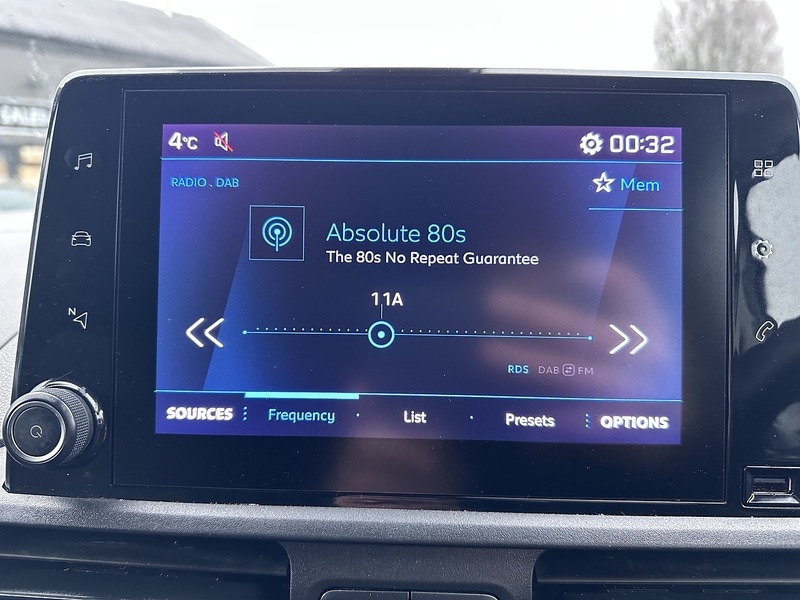 SALES
4°C
00:32
RADIO . DAB
Mem
Absolute 80s
The 80s No Repeat Guarantee
11A
RDS DAB FM
SOURCES Frequency List Presets OPTIONS
N